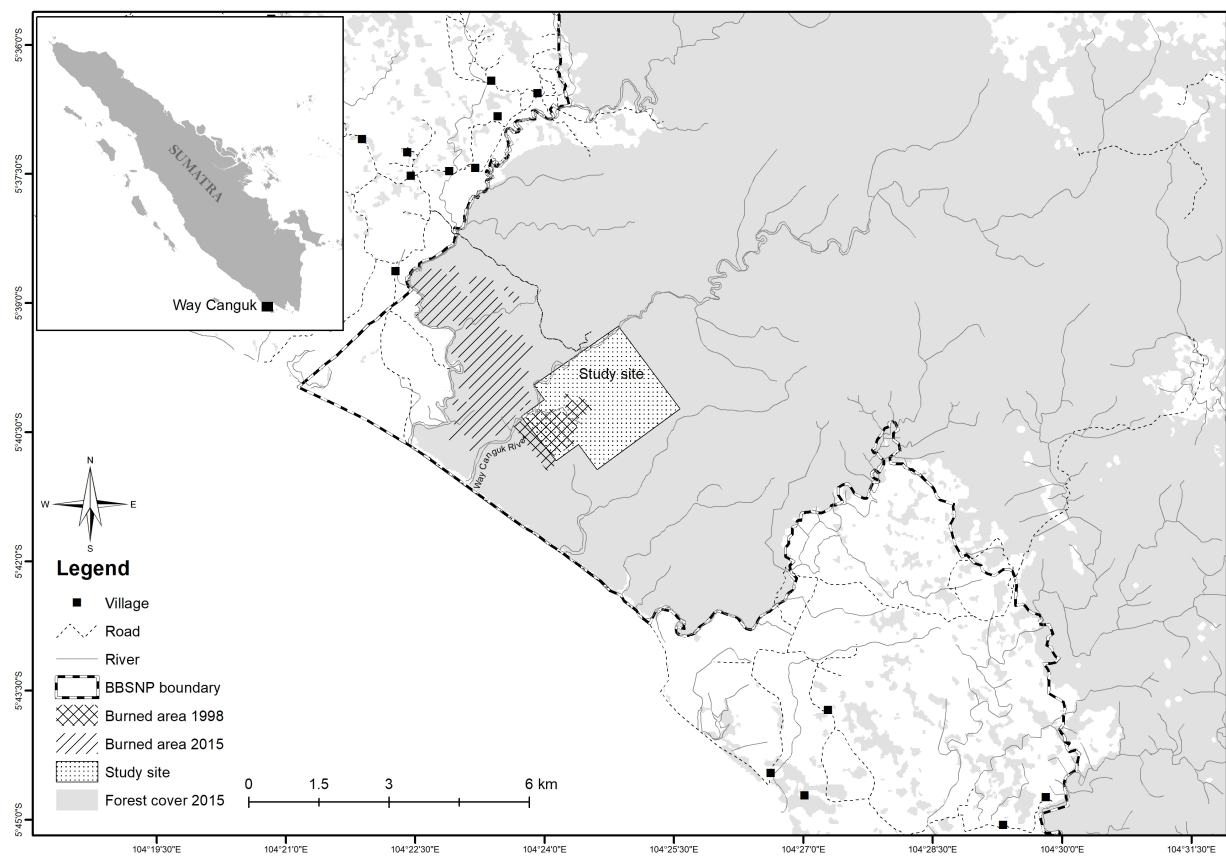 SUMATRA
Way Canguk
Study site
Way Canguk River
N
W
E
S
Legend
Village
Road
River
BBSNP boundary
Burned area 1998
Burned area 2015
Study site
Forest cover 2015
0 1.5 3 6 km
5°36'0"S
5°37'30"S
5°39'0"S
5°40'30"S
5°42'0"S
5°43'30"S
5°45'0"S
104°19'30"E 104°21'0"E 104°22'30"E 104°24'0"E 104°25'30"E 104°27'0"E 104°28'30"E 104°30'0"E 104°31'30"E